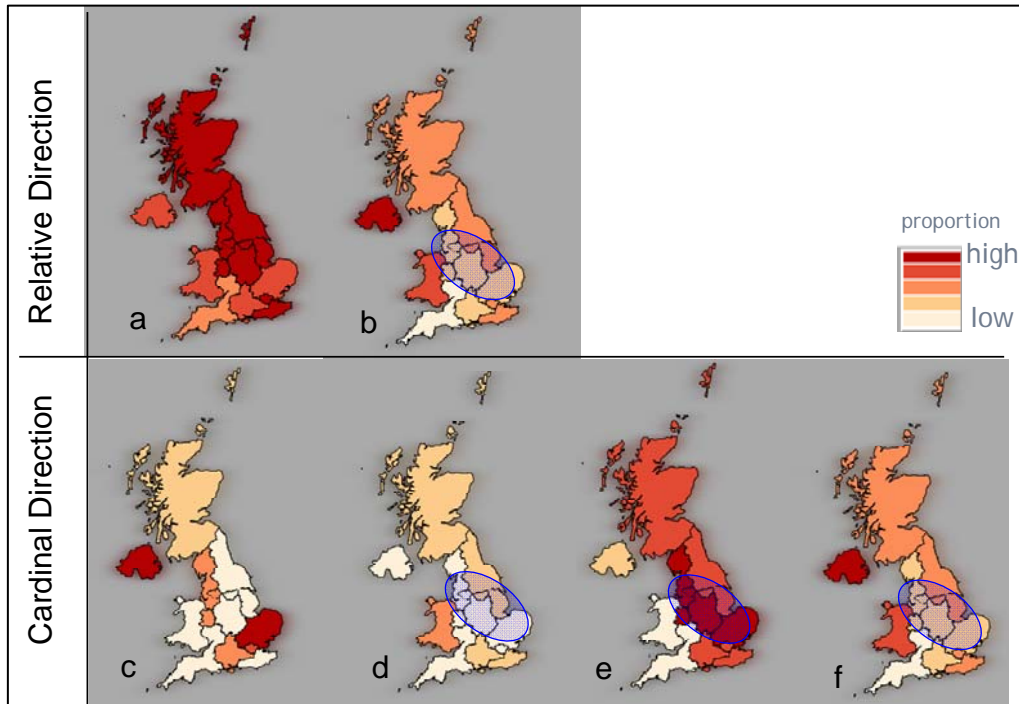 Relative Direction
a
b
proportion
high
low
Cardinal Direction
c
d
e
f